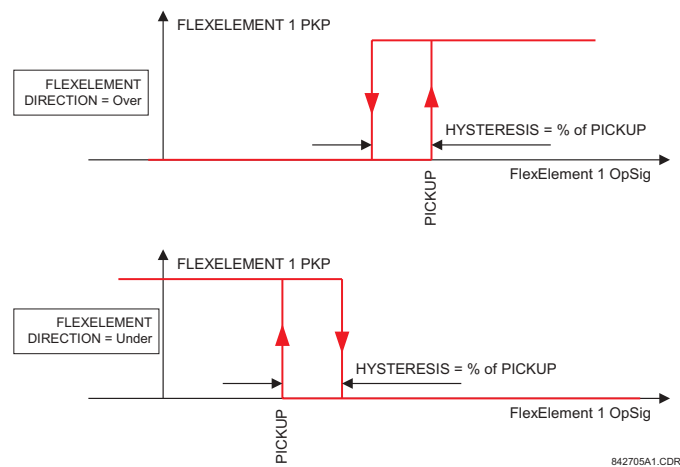 FLEXELEMENT 1 PKP
FLEXELEMENT
DIRECTION = Over
HYSTERESIS = % of PICKUP
FlexElement 1 OpSig
PICKUP
FLEXELEMENT 1 PKP
FLEXELEMENT
DIRECTION = Under
HYSTERESIS = % of PICKUP
FlexElement 1 OpSig
PICKUP
842705A1.CDR